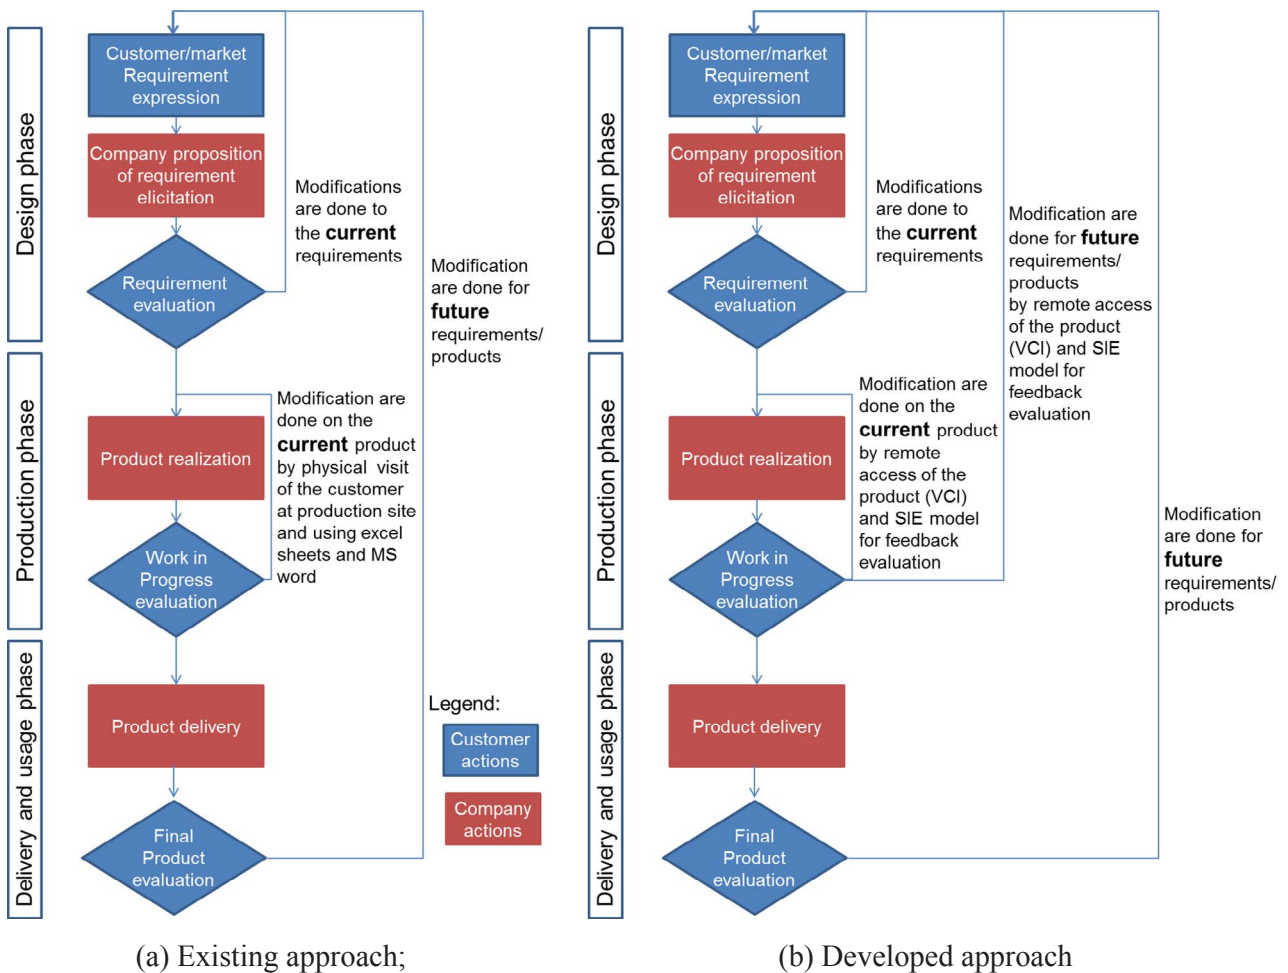 Design phase
Customer/market
Requirement
expression
Company proposition
of requirement
elicitation
Requirement
evaluation
Modifications
are done to
the current
requirements
Modification
are done for
future
requirements/
products
Production phase
Product realization
Work in
Progress
evaluation
Modification are
done on the
current product
by physical visit
of the customer
at production site
and using excel
sheets and MS
word
Delivery and usage phase
Product delivery
Final
Product
evaluation
Legend:
Customer
actions
Company
actions
(a) Existing approach;
Design phase
Customer/market
Requirement
expression
Company proposition
of requirement
elicitation
Requirement
evaluation
Modifications
are done to
the current
requirements
Modification are
done for future
requirements/
products
by remote access
of the product
(VCI) and SIE
model for
feedback
evaluation
Production phase
Product realization
Work in
Progress
evaluation
Modification are
done on the
current product
by remote
access of the
product (VCI)
and SIE model
for feedback
evaluation
Modification
are done for
future
requirements/
products
Delivery and usage phase
Product delivery
Final
Product
evaluation
(b) Developed approach